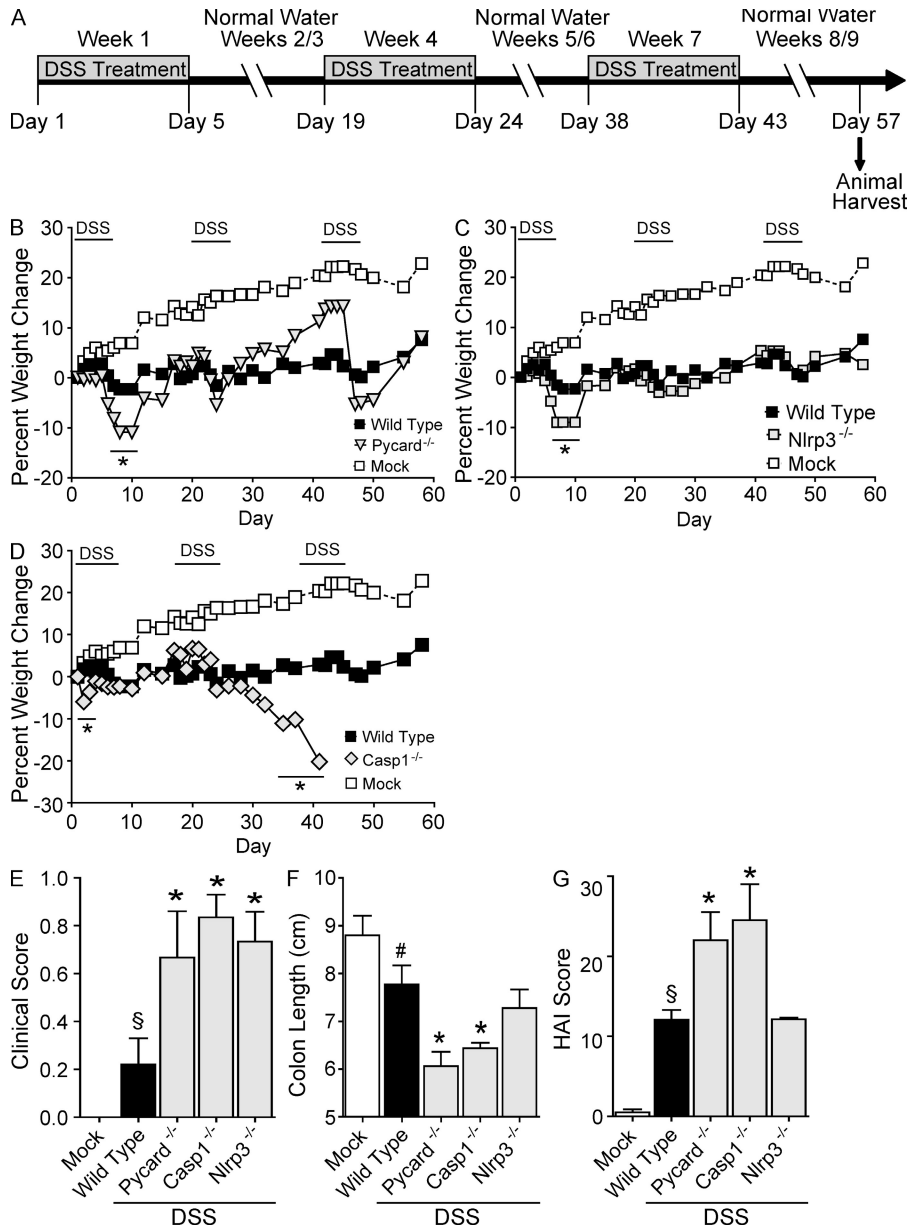 A
Normal Water
Normal Water
Normal Water
Week 1
Weeks 2/3
Week 4
Weeks 5/6
Week 7
Weeks 8/9
DSS Treatment
DSS Treatment
DSS Treatment
Day 1
Day 5
Day 19
Day 24
Day 38
Day 43
Day 57
Animal
Harvest
B
DSS
DSS
DSS
Percent Weight Change
30
20
10
0
-10
-20
*
Wild Type
Pycard-/-
Mock
0
10
20
30
40
50
60
Day
C
DSS
DSS
DSS
Percent Weight Change
30
20
10
0
-10
-20
*
Wild Type
Nlrp3-/-
Mock
0
10
20
30
40
50
60
Day
D
DSS
DSS
DSS
Percent Weight Change
30
20
10
0
-10
-20
-30
*
*
Wild Type
Casp1-/-
Mock
0
10
20
30
40
50
60
Day
E
Clinical Score
1.0
0.8
0.6
0.4
0.2
0.0
§
*
*
*
Mock
Wild Type
Pycard-/-
Casp1-/-
Nlrp3-/-
DSS
F
Colon Length (cm)
10
9
8
7
6
5
#
*
*
Mock
Wild Type
Pycard-/-
Casp1-/-
Nlrp3-/-
DSS
G
HAI Score
30
20
10
0
§
*
*
Mock
Wild Type
Pycard-/-
Casp1-/-
Nlrp3-/-
DSS